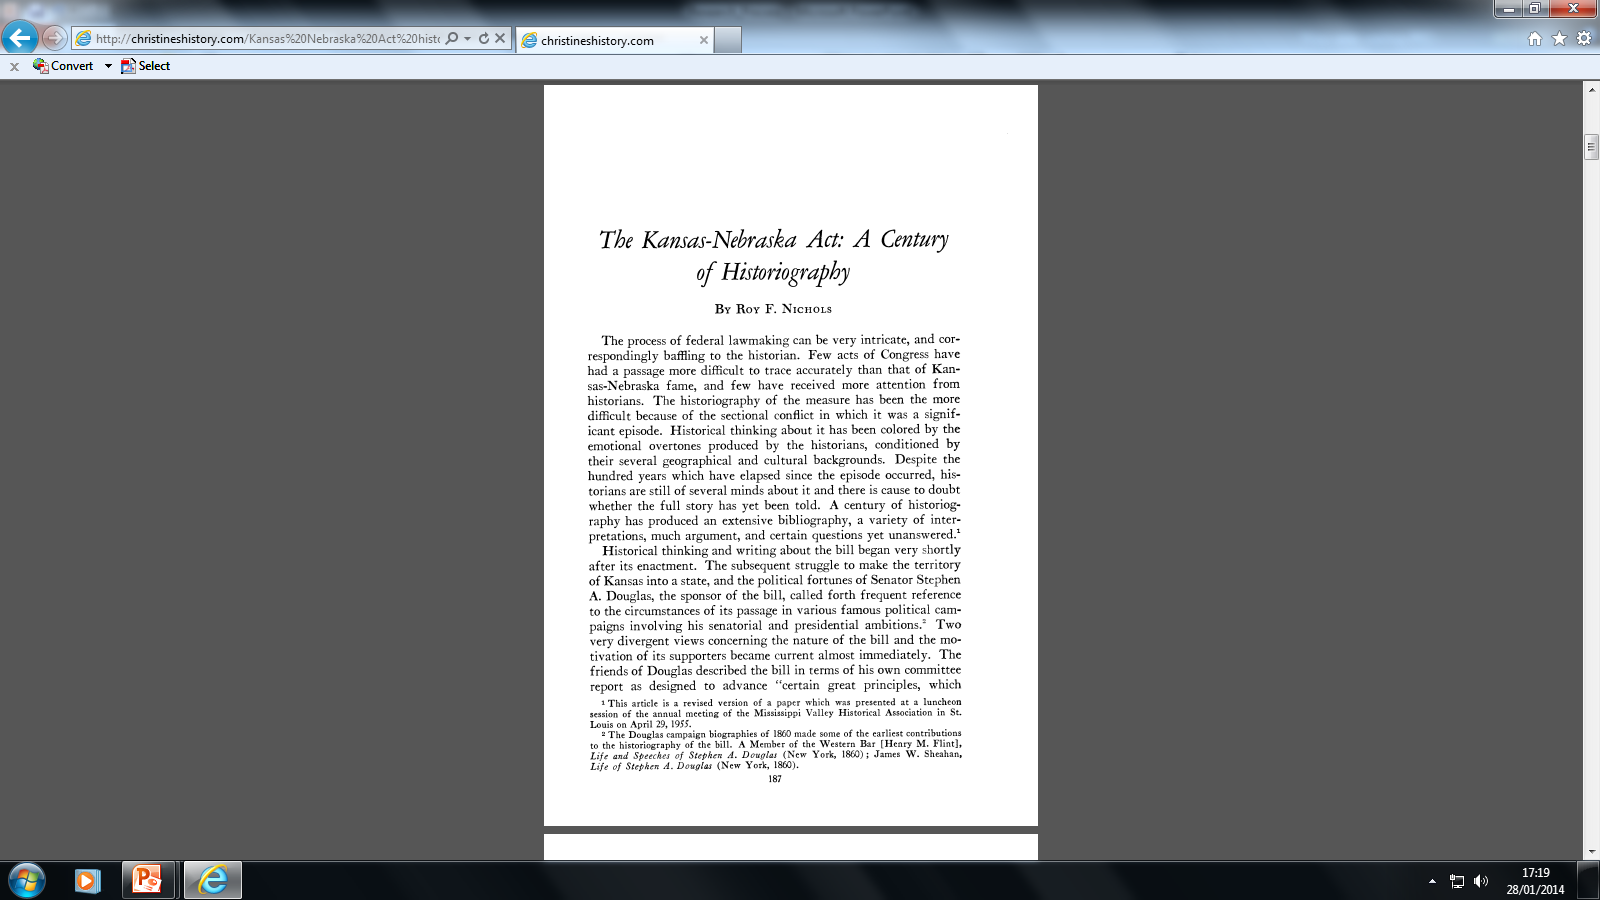 http://christineshistory.com/Kansas%20Nebraska%20Act%20histo
christineshistory.com
x Convert Select
The Kansas-Nebraska Act: A Century
of Historiography
By Roy F. Nichols
The process of federal lawmaking can be very intricate, and cor-
respondingly baffling to the historian. Few acts of Congress have
had a passage more difficult to trace accurately than that of Kan-
sas-Nebraska fame, and few have received more attention from
historians. The historiography of the measure has been the more
difficult because of the sectional conflict in which it was a signif-
icant episode. Historical thinking about it has been colored by the
emotional overtones produced by the historians, conditioned by
their several geographical and cultural backgrounds. Despite the
hundred years which have elapsed since the episode occurred, his-
torians are still of several minds about it and there is cause to doubt
whether the full story has yet been told. A century of historiog-
raphy has produced an extensive bibliography, a variety of inter-
pretations, much argument, and certain questions yet unanswered.¹
Historical thinking and writing about the bill began very shortly
after its enactment. The subsequent struggle to make the territory
of Kansas into a state, and the political fortunes of Senator Stephen
A. Douglas, the sponsor of the bill, called forth frequent reference
to the circumstances of its passage in various famous political cam-
paigns involving his senatorial and presidential ambitions.² Two
very divergent views concerning the nature of the bill and the mo-
tivation of its supporters became current almost immediately. The
friends of Douglas described the bill in terms of his own committee
report as designed to advance "certain great principles, which
¹ This article is a revised version of a paper which was presented at a luncheon
session of the annual meeting of the Mississippi Valley Historical Association in St.
Louis on April 29, 1955.
² The Douglas campaign biographies of 1860 made some of the earliest contributions
to the historiography of the bill. A Member of the Western Bar [Henry M. Flint],
Life and Speeches of Stephen A. Douglas (New York, 1860); James W. Sheahan,
Life of Stephen A. Douglas (New York, 1860).
187
17:19
28/01/2014